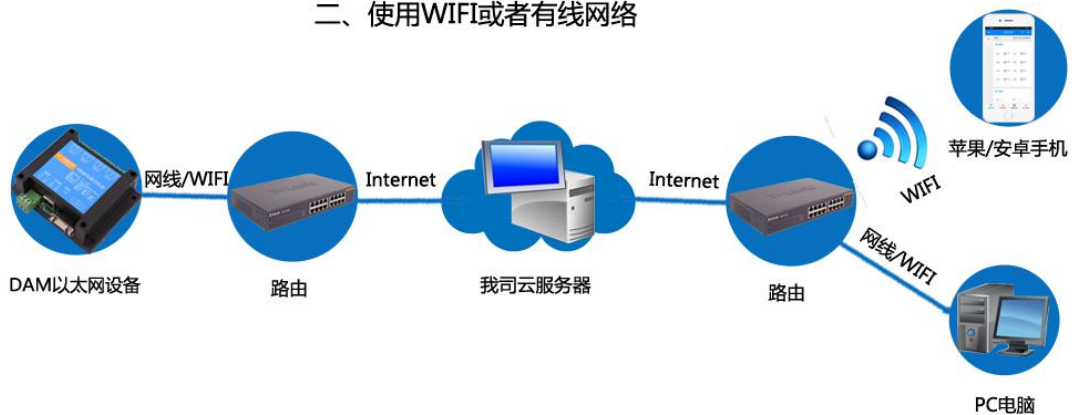 二、使用WIFI或者有线网络
网线/WIFI
Internet
Internet
WIFI
苹果/安卓手机
网线/WIFI
DAM以太网设备
路由
我司云服务器
路由
PC电脑